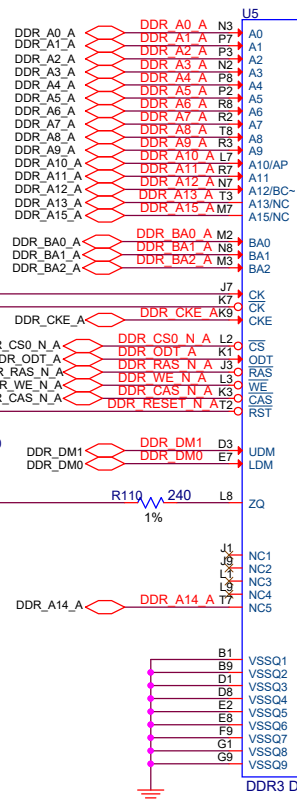 U5
DDR_A0_A DDR_A0_A N3 A0
DDR_A1_A DDR_A1_A P7 A1
DDR_A2_A DDR_A2_A P3 A2
DDR_A3_A DDR_A3_A N2 A3
DDR_A4_A DDR_A4_A P8 A4
DDR_A5_A DDR_A5_A P2 A5
DDR_A6_A DDR_A6_A R8 A6
DDR_A7_A DDR_A7_A R2 A7
DDR_A8_A DDR_A8_A T8 A8
DDR_A9_A DDR_A9_A R3 A9
DDR_A10_A DDR_A10_A L7 A10/AP
DDR_A11_A DDR_A11_A R7 A11
DDR_A12_A DDR_A12_A N7 A12/BC~
DDR_A13_A DDR_A13_A T3 A13/NC
DDR_A15_A DDR_A15_A M7 A15/NC
DDR_BA0_A DDR_BA0_A M2 BA0
DDR_BA1_A DDR_BA1_A N8 BA1
DDR_BA2_A DDR_BA2_A M3 BA2
J7 CK
K7 CK
DDR_CKE_A DDR_CKE_A K9 CKE
R_CS0_N_A DDR_CS0_N_A L2 CS
DR_ODT_A DDR_ODT_A K1 ODT
R_RAS_N_A DDR_RAS_N_A J3 RAS
R_WE_N_A DDR_WE_N_A L3 WE
R_CAS_N_A DDR_CAS_N_A K3 CAS
DDR_RESET_N_A T2 RST
DDR_DM1 DDR_DM1 D3 UDM
DDR_DM0 DDR_DM0 E7 LDM
R110 240 L8 ZQ
1%
J1 NC1
J9 NC2
L1 NC3
L9 NC4
DDR_A14_A DDR_A14_A T7 NC5
B1 VSSQ1
B9 VSSQ2
D1 VSSQ3
D8 VSSQ4
E2 VSSQ5
E8 VSSQ6
F9 VSSQ7
G1 VSSQ8
G9 VSSQ9
DDR3 D